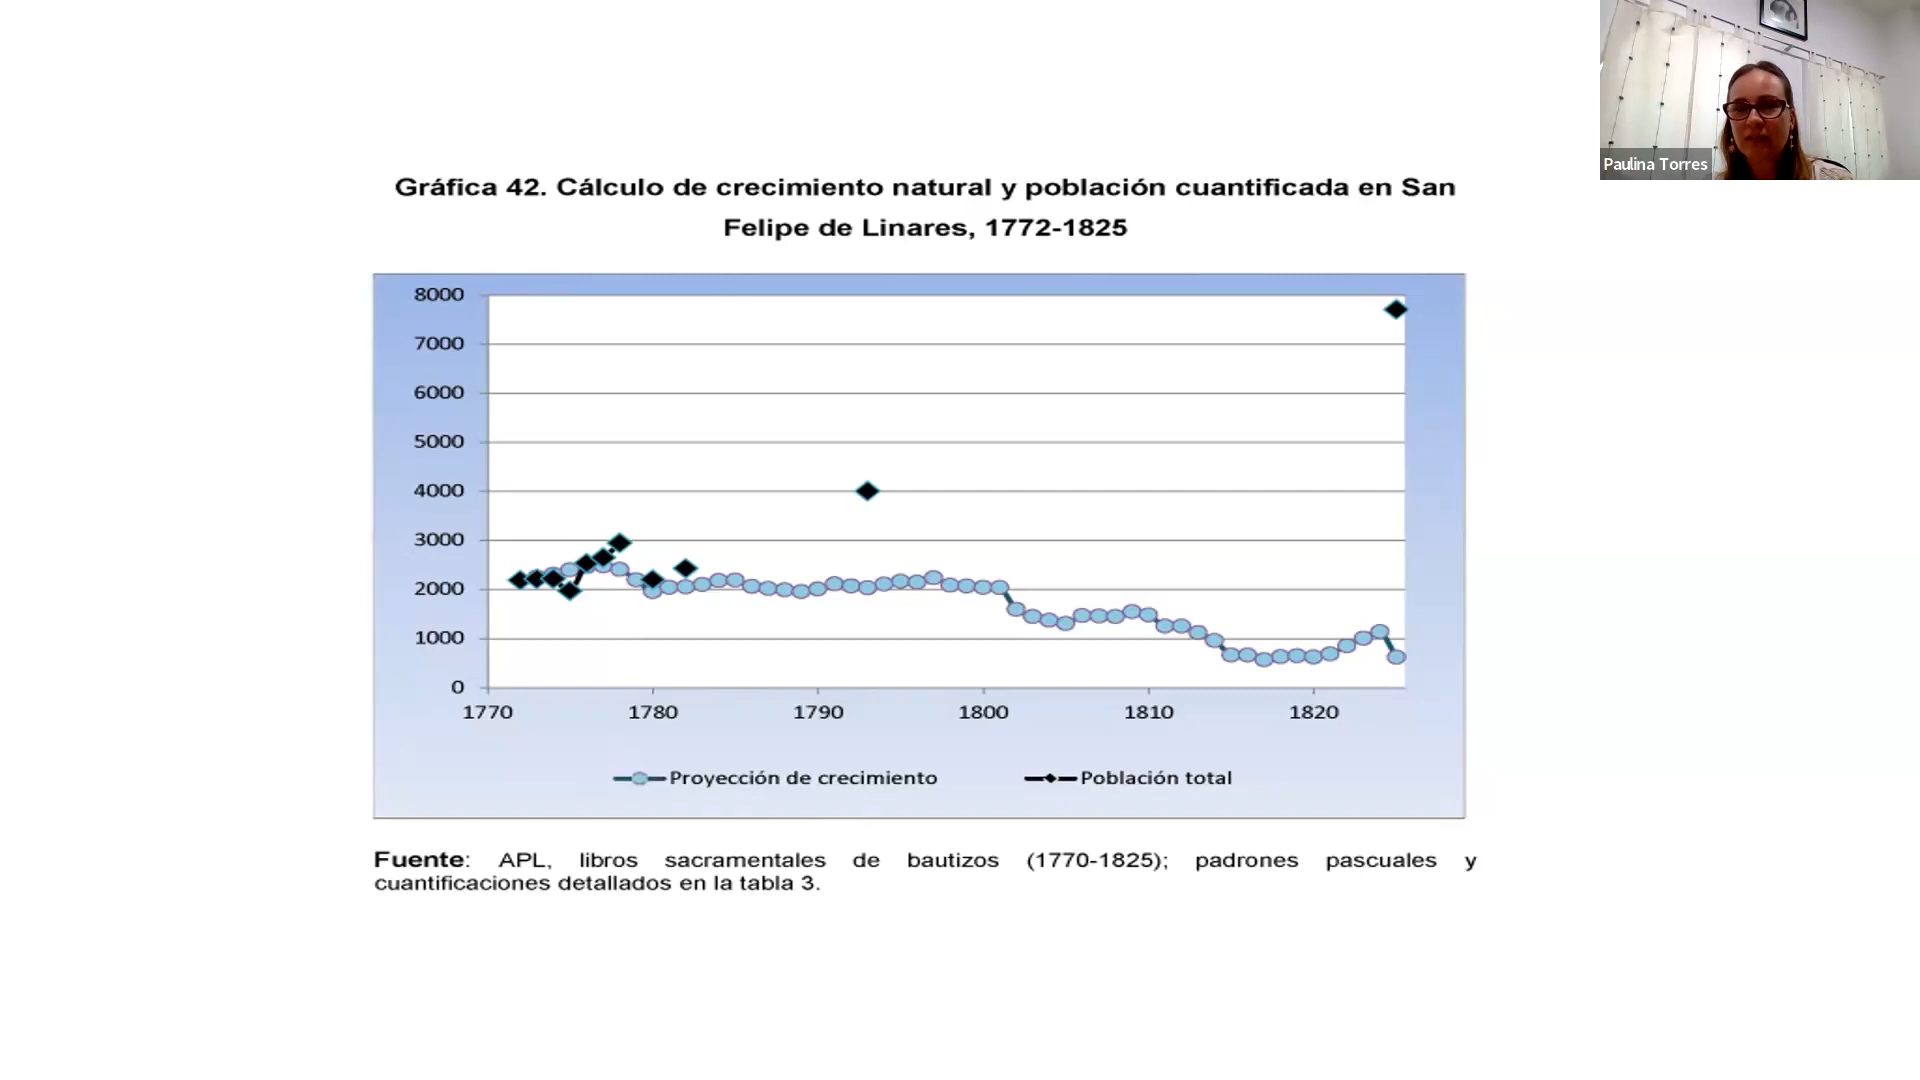 Paulina Torres
Gráfica 42. Cálculo de crecimiento natural y población cuantificada en San
Felipe de Linares, 1772-1825
8000
7000
6000
5000
4000
3000
2000
1000
0
1770 1780 1790 1800 1810 1820
Proyección de crecimiento Población total
Fuente: APL, libros sacramentales de bautizos (1770-1825); padrones pascuales y
cuantificaciones detallados en la tabla 3.